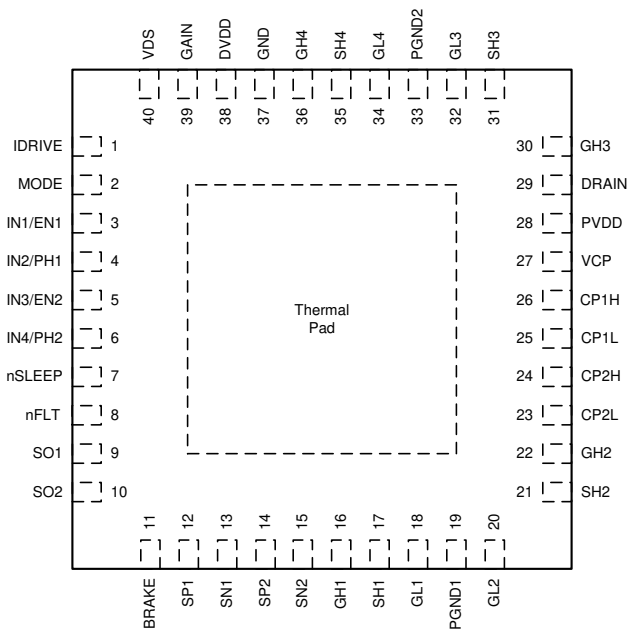 VDS GAIN DVDD GND GH4 SH4 GL4 PGND2 GL3 SH3
40 39 38 37 36 35 34 33 32 31
IDRIVE 1 30 GH3
MODE 2 29 DRAIN
IN1/EN1 3 28 PVDD
IN2/PH1 4 27 VCP
IN3/EN2 5 26 CP1H
IN4/PH2 6 25 CP1L
nSLEEP 7 24 CP2H
nFLT 8 23 CP2L
SO1 9 22 GH2
SO2 10 21 SH2
Thermal
Pad
11 12 13 14 15 16 17 18 19 20
BRAKE SP1 SN1 SP2 SN2 GH1 SH1 GL1 PGND1 GL2